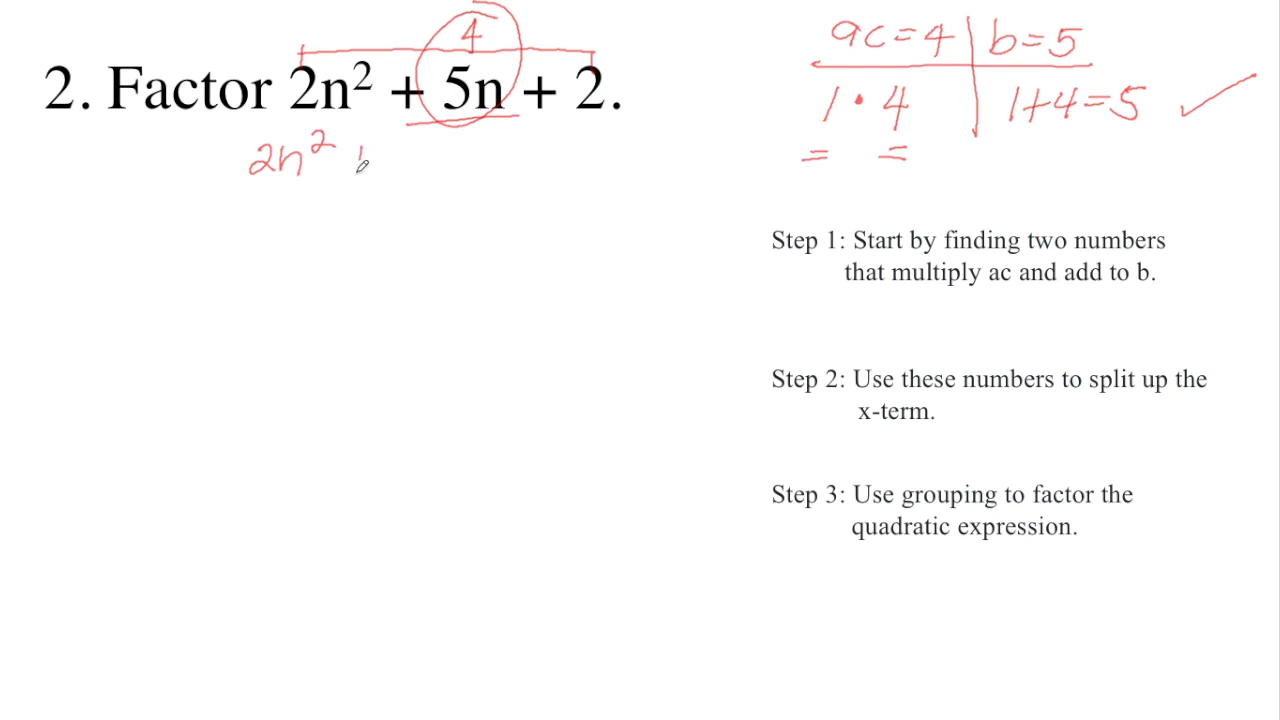 4
ac=4 | b=5
2. Factor 2n² + 5n + 2.
1 • 4 | 1+4=5 ✓
= =
2n²
Step 1: Start by finding two numbers
that multiply ac and add to b.
Step 2: Use these numbers to split up the
x-term.
Step 3: Use grouping to factor the
quadratic expression.